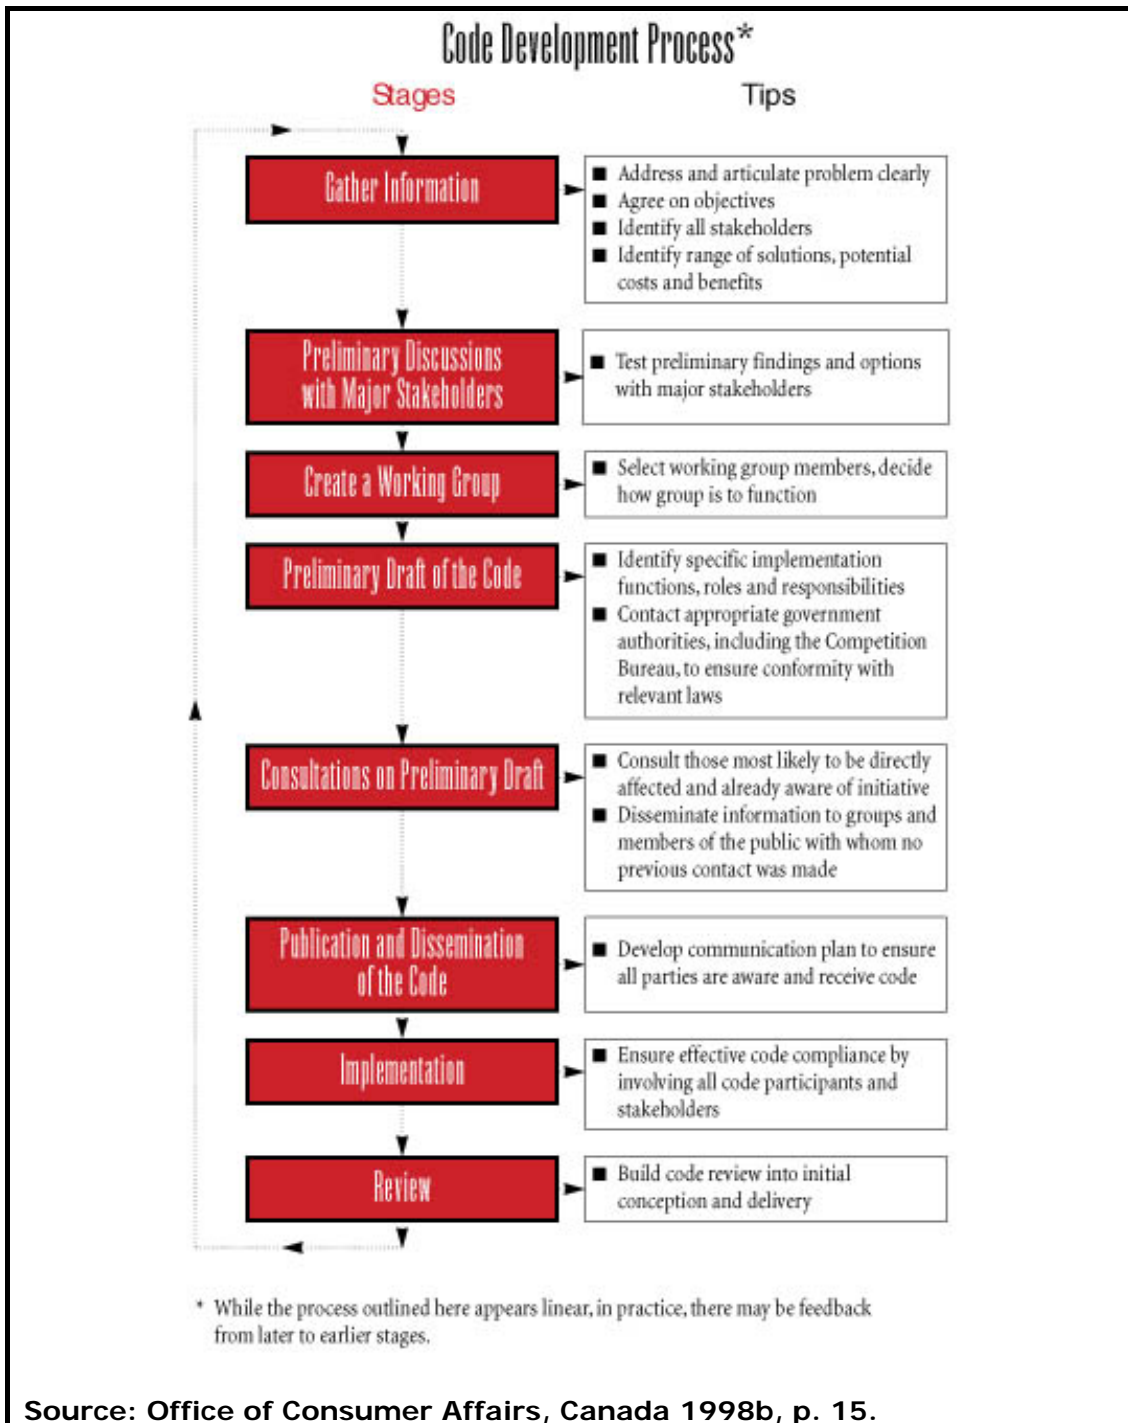 Code Development Process*
Stages
Tips
Gather Information
■ Address and articulate problem clearly
■ Agree on objectives
■ Identify all stakeholders
■ Identify range of solutions, potential
costs and benefits
Preliminary Discussions
with Major Stakeholders
■ Test preliminary findings and options
with major stakeholders
Create a Working Group
■ Select working group members, decide
how group is to function
Preliminary Draft of the Code
■ Identify specific implementation
functions, roles and responsibilities
■ Contact appropriate government
authorities, including the Competition
Bureau, to ensure conformity with
relevant laws
Consultations on Preliminary Draft
■ Consult those most likely to be directly
affected and already aware of initiative
■ Disseminate information to groups and
members of the public with whom no
previous contact was made
Publication and Dissemination
of the Code
■ Develop communication plan to ensure
all parties are aware and receive code
Implementation
■ Ensure effective code compliance by
involving all code participants and
stakeholders
Review
■ Build code review into initial
conception and delivery
* While the process outlined here appears linear, in practice, there may be feedback
from later to earlier stages.
Source: Office of Consumer Affairs, Canada 1998b, p. 15.